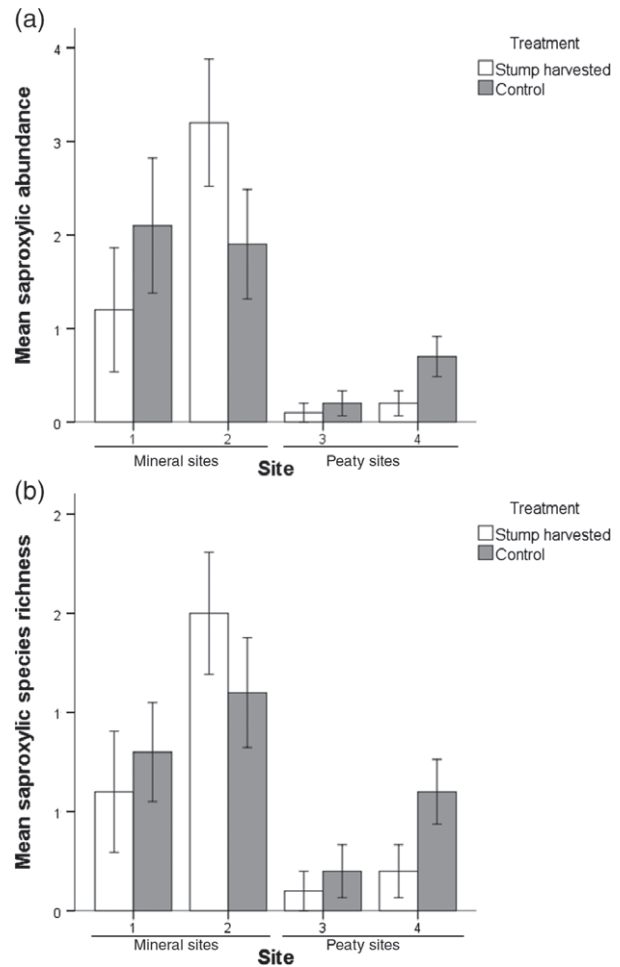 (a)
Treatment
Stump harvested
Control
Mean saproxylic abundance
4
3
2
1
0
1 2 3 4
Mineral sites Peaty sites
Site
(b)
Treatment
Stump harvested
Control
Mean saproxylic species richness
2
2
1
1
0
1 2 3 4
Mineral sites Peaty sites
Site